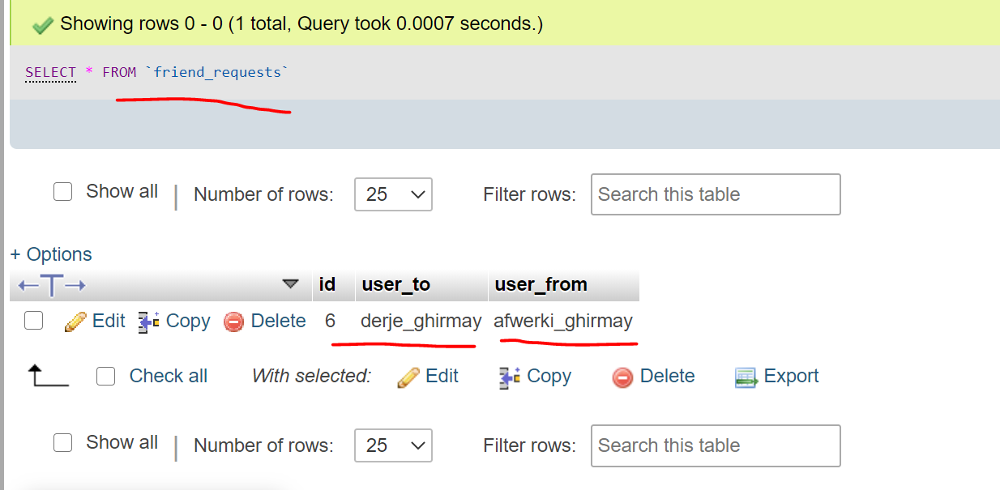 Showing rows 0 - 0 (1 total, Query took 0.0007 seconds.)
SELECT * FROM `friend_requests`
Show all | Number of rows: 25 Filter rows: Search this table
+ Options
←T→ id user_to user_from
Edit Copy Delete 6 derje_ghirmay afwerki_ghirmay
Check all With selected: Edit Copy Delete Export
Show all | Number of rows: 25 Filter rows: Search this table